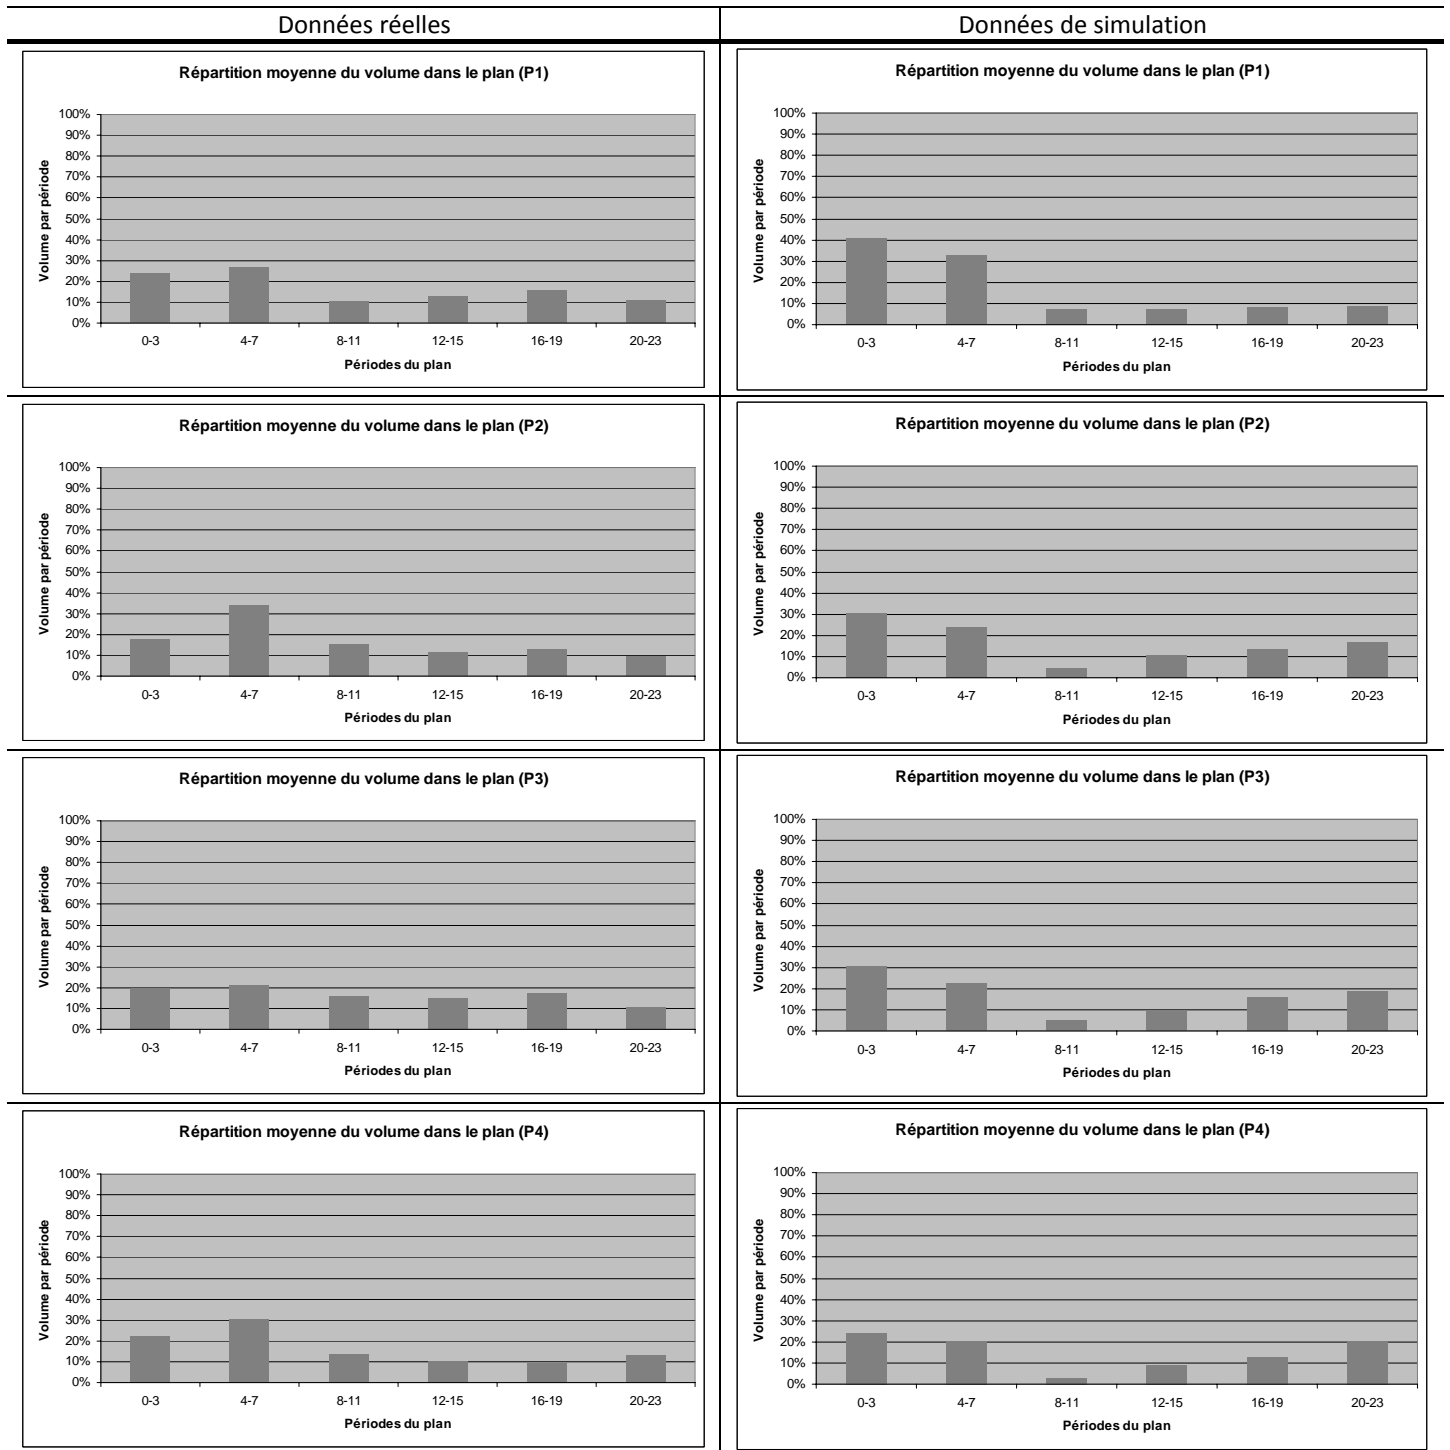 Données réelles
Données de simulation
Répartition moyenne du volume dans le plan (P1)
Volume par période
100%
90%
80%
70%
60%
50%
40%
30%
20%
10%
0%
0-3 4-7 8-11 12-15 16-19 20-23
Périodes du plan
Répartition moyenne du volume dans le plan (P1)
Volume par période
100%
90%
80%
70%
60%
50%
40%
30%
20%
10%
0%
0-3 4-7 8-11 12-15 16-19 20-23
Périodes du plan
Répartition moyenne du volume dans le plan (P2)
Volume par période
100%
90%
80%
70%
60%
50%
40%
30%
20%
10%
0%
0-3 4-7 8-11 12-15 16-19 20-23
Périodes du plan
Répartition moyenne du volume dans le plan (P2)
Volume par période
100%
90%
80%
70%
60%
50%
40%
30%
20%
10%
0%
0-3 4-7 8-11 12-15 16-19 20-23
Périodes du plan
Répartition moyenne du volume dans le plan (P3)
Volume par période
100%
90%
80%
70%
60%
50%
40%
30%
20%
10%
0%
0-3 4-7 8-11 12-15 16-19 20-23
Périodes du plan
Répartition moyenne du volume dans le plan (P3)
Volume par période
100%
90%
80%
70%
60%
50%
40%
30%
20%
10%
0%
0-3 4-7 8-11 12-15 16-19 20-23
Périodes du plan
Répartition moyenne du volume dans le plan (P4)
Volume par période
100%
90%
80%
70%
60%
50%
40%
30%
20%
10%
0%
0-3 4-7 8-11 12-15 16-19 20-23
Périodes du plan
Répartition moyenne du volume dans le plan (P4)
Volume par période
100%
90%
80%
70%
60%
50%
40%
30%
20%
10%
0%
0-3 4-7 8-11 12-15 16-19 20-23
Périodes du plan